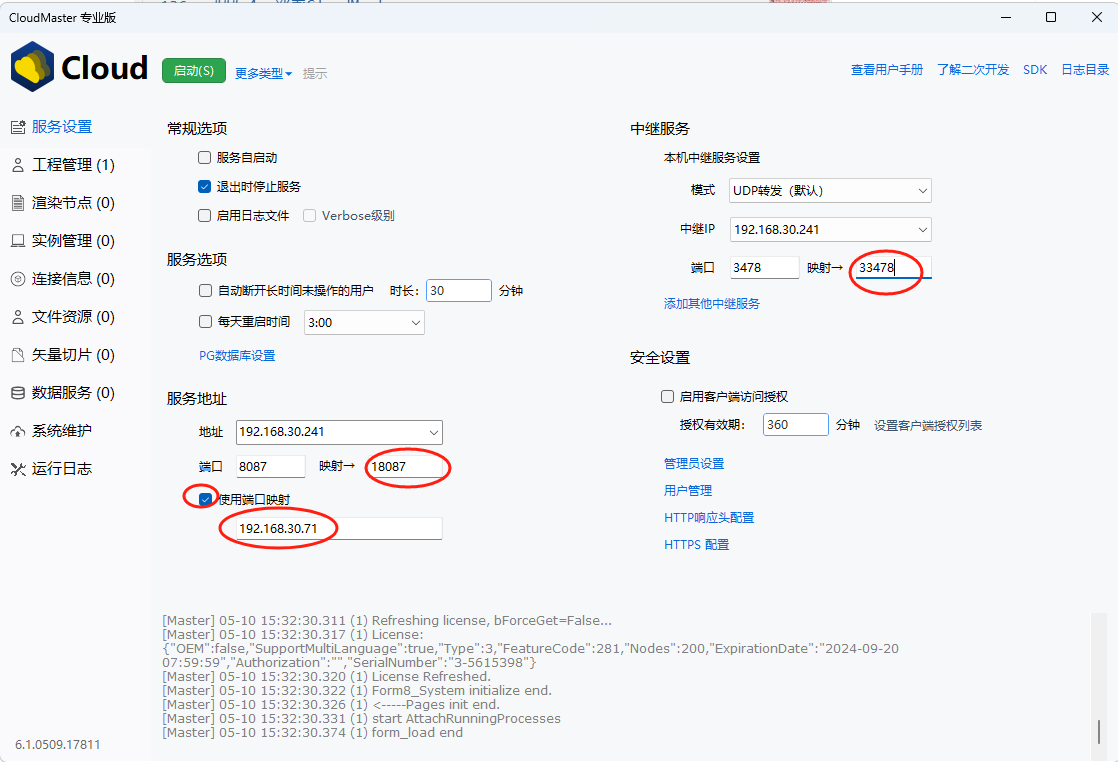 CloudMaster 专业版
Cloud 启动(S) 更多类型 提示
查看用户手册 了解二次开发 SDK 日志目录
服务设置
工程管理 (1)
渲染节点 (0)
实例管理 (0)
连接信息 (0)
文件资源 (0)
矢量切片 (0)
数据服务 (0)
系统维护
运行日志
6.1.0509.17811
常规选项
服务自启动
退出时停止服务
启用日志文件 Verbose级别
服务选项
自动断开长时间未操作的用户 时长: 30 分钟
每天重启时间 3:00
PG数据库设置
服务地址
地址 192.168.30.241
端口 8087 映射→ 18087
使用端口映射
192.168.30.71
中继服务
本机中继服务设置
模式 UDP转发（默认）
中继IP 192.168.30.241
端口 3478 映射→ 33478
添加其他中继服务
安全设置
启用客户端访问授权
授权有效期: 360 分钟 设置客户端授权列表
管理员设置
用户管理
HTTP响应头配置
HTTPS 配置
[Master] 05-10 15:32:30.311 (1) Refreshing license, bForceGet=False...
[Master] 05-10 15:32:30.317 (1) License:
{"OEM":false,"SupportMultiLanguage":true,"Type":3,"FeatureCode":281,"Nodes":200,"ExpirationDate":"2024-09-20
07:59:59","Authorization":"","SerialNumber":"3-5615398"}
[Master] 05-10 15:32:30.320 (1) License Refreshed.
[Master] 05-10 15:32:30.322 (1) Form8_System initialize end.
[Master] 05-10 15:32:30.326 (1) <-----Pages init end.
[Master] 05-10 15:32:30.331 (1) start AttachRunningProcesses
[Master] 05-10 15:32:30.374 (1) form_load end